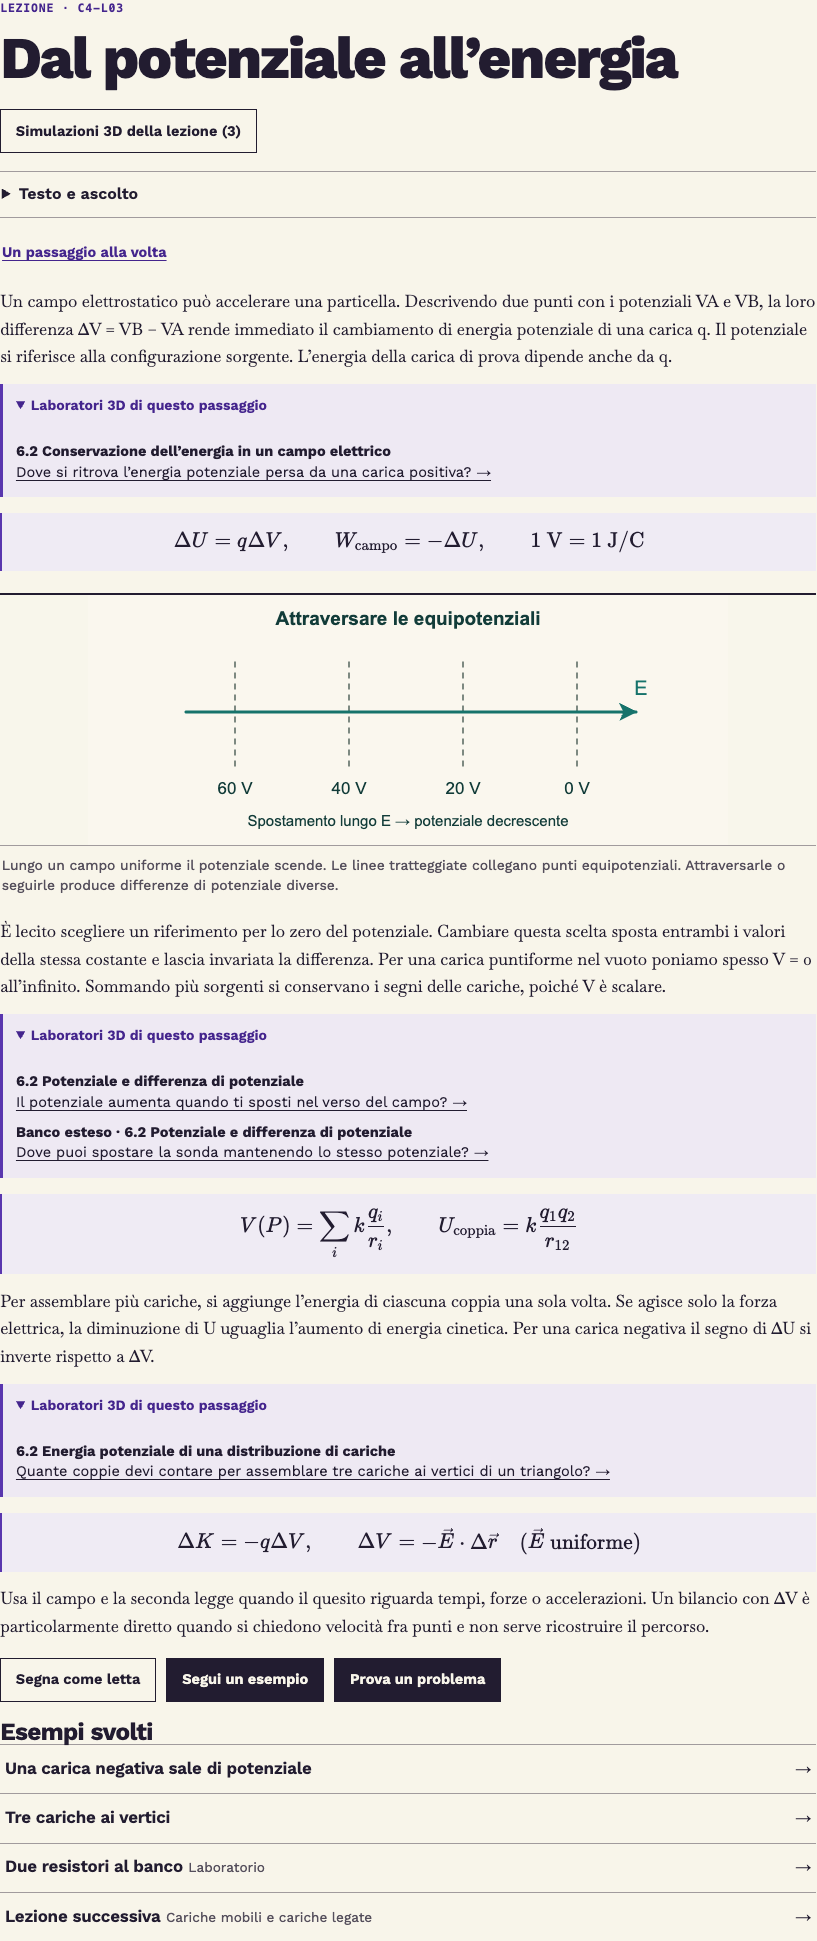 LEZIONE · C4–L03
Dal potenziale all’energia
Simulazioni 3D della lezione (3)
▶ Testo e ascolto
Un passaggio alla volta
Un campo elettrostatico può accelerare una particella. Descrivendo due punti con i potenziali VA e VB, la loro
differenza ΔV = VB − VA rende immediato il cambiamento di energia potenziale di una carica q. Il potenziale
si riferisce alla configurazione sorgente. L’energia della carica di prova dipende anche da q.
▼ Laboratori 3D di questo passaggio
6.2 Conservazione dell’energia in un campo elettrico
Dove si ritrova l’energia potenziale persa da una carica positiva? →
ΔU = qΔV, W_campo = −ΔU, 1 V = 1 J/C
Attraversare le equipotenziali
E
60 V 40 V 20 V 0 V
Spostamento lungo E → potenziale decrescente
Lungo un campo uniforme il potenziale scende. Le linee tratteggiate collegano punti equipotenziali. Attraversarle o
seguirle produce differenze di potenziale diverse.
È lecito scegliere un riferimento per lo zero del potenziale. Cambiare questa scelta sposta entrambi i valori
della stessa costante e lascia invariata la differenza. Per una carica puntiforme nel vuoto poniamo spesso V = 0
all’infinito. Sommando più sorgenti si conservano i segni delle cariche, poiché V è scalare.
▼ Laboratori 3D di questo passaggio
6.2 Potenziale e differenza di potenziale
Il potenziale aumenta quando ti sposti nel verso del campo? →
Banco esteso · 6.2 Potenziale e differenza di potenziale
Dove puoi spostare la sonda mantenendo lo stesso potenziale? →
V(P) = ∑_i k q_i/r_i, U_coppia = k q_1q_2/r_12
Per assemblare più cariche, si aggiunge l’energia di ciascuna coppia una sola volta. Se agisce solo la forza
elettrica, la diminuzione di U uguaglia l’aumento di energia cinetica. Per una carica negativa il segno di ΔU si
inverte rispetto a ΔV.
▼ Laboratori 3D di questo passaggio
6.2 Energia potenziale di una distribuzione di cariche
Quante coppie devi contare per assemblare tre cariche ai vertici di un triangolo? →
ΔK = −qΔV, ΔV = −E⃗ · Δr⃗ (E⃗ uniforme)
Usa il campo e la seconda legge quando il quesito riguarda tempi, forze o accelerazioni. Un bilancio con ΔV è
particolarmente diretto quando si chiedono velocità fra punti e non serve ricostruire il percorso.
Segna come letta Segui un esempio Prova un problema
Esempi svolti
Una carica negativa sale di potenziale →
Tre cariche ai vertici →
Due resistori al banco Laboratorio →
Lezione successiva Cariche mobili e cariche legate →